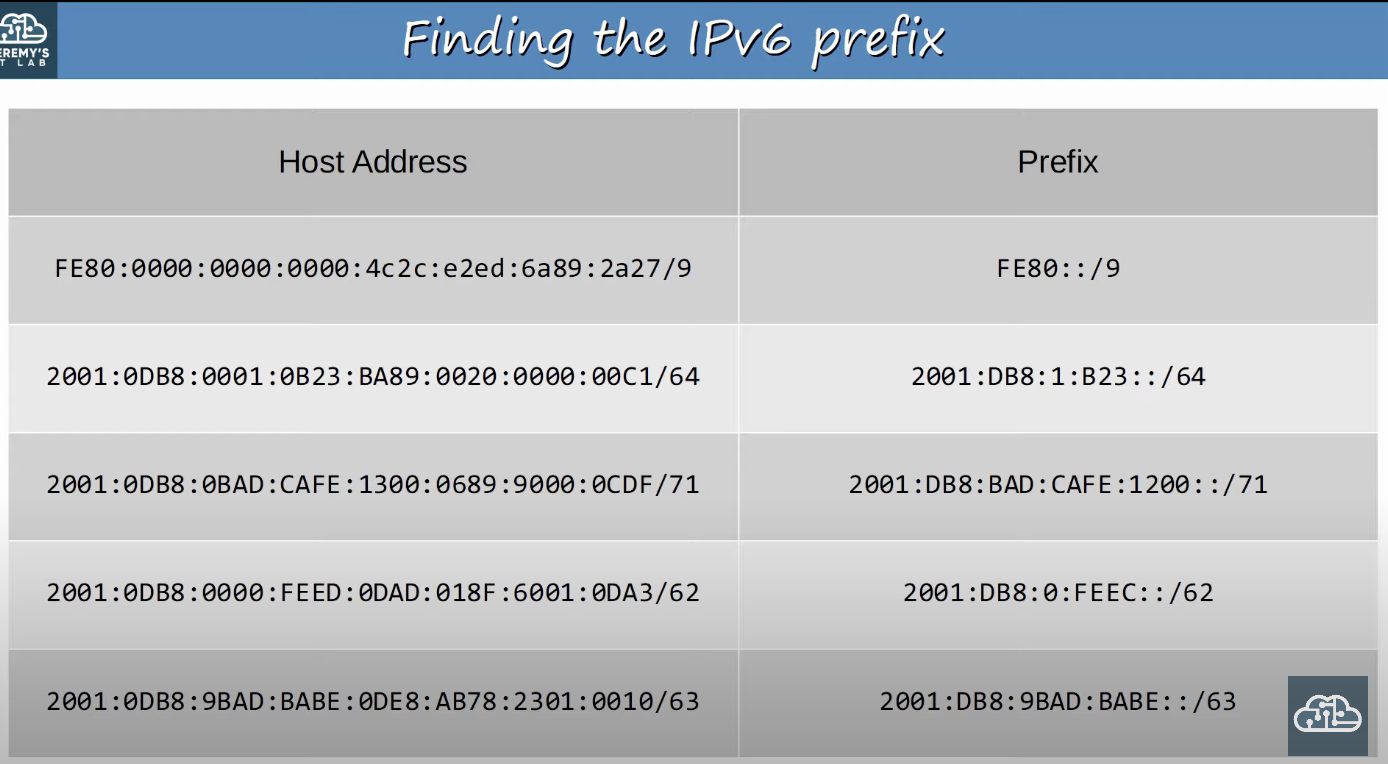 EREMY'S
T LAB
Finding the IPv6 prefix
Host Address Prefix
FE80:0000:0000:0000:4c2c:e2ed:6a89:2a27/9 FE80::/9
2001:0DB8:0001:0B23:BA89:0020:0000:00C1/64 2001:DB8:1:B23::/64
2001:0DB8:0BAD:CAFE:1300:0689:9000:0CDF/71 2001:DB8:BAD:CAFE:1200::/71
2001:0DB8:0000:FEED:0DAD:018F:6001:0DA3/62 2001:DB8:0:FEEC::/62
2001:0DB8:9BAD:BABE:0DE8:AB78:2301:0010/63 2001:DB8:9BAD:BABE::/63